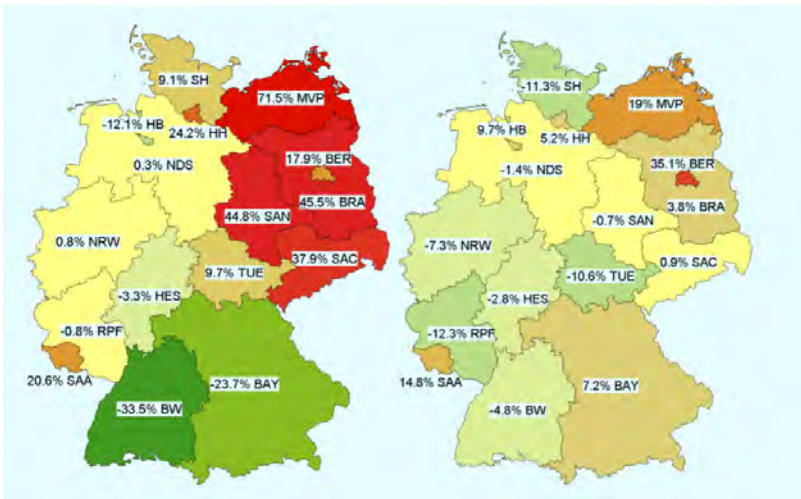 9.1% SH
71.5% MVP
-12.1% HB
24.2% HH
0.3% NDS
17.9% BER
45.5% BRA
44.8% SAN
0.8% NRW
37.9% SAC
9.7% TUE
-3.3% HES
-0.8% RPF
20.6% SAA
-23.7% BAY
-33.5% BW
-11.3% SH
19% MVP
9.7% HB
5.2% HH
35.1% BER
-1.4% NDS
3.8% BRA
-0.7% SAN
-7.3% NRW
0.9% SAC
-10.6% TUE
-2.8% HES
-12.3% RPF
14.8% SAA
7.2% BAY
-4.8% BW